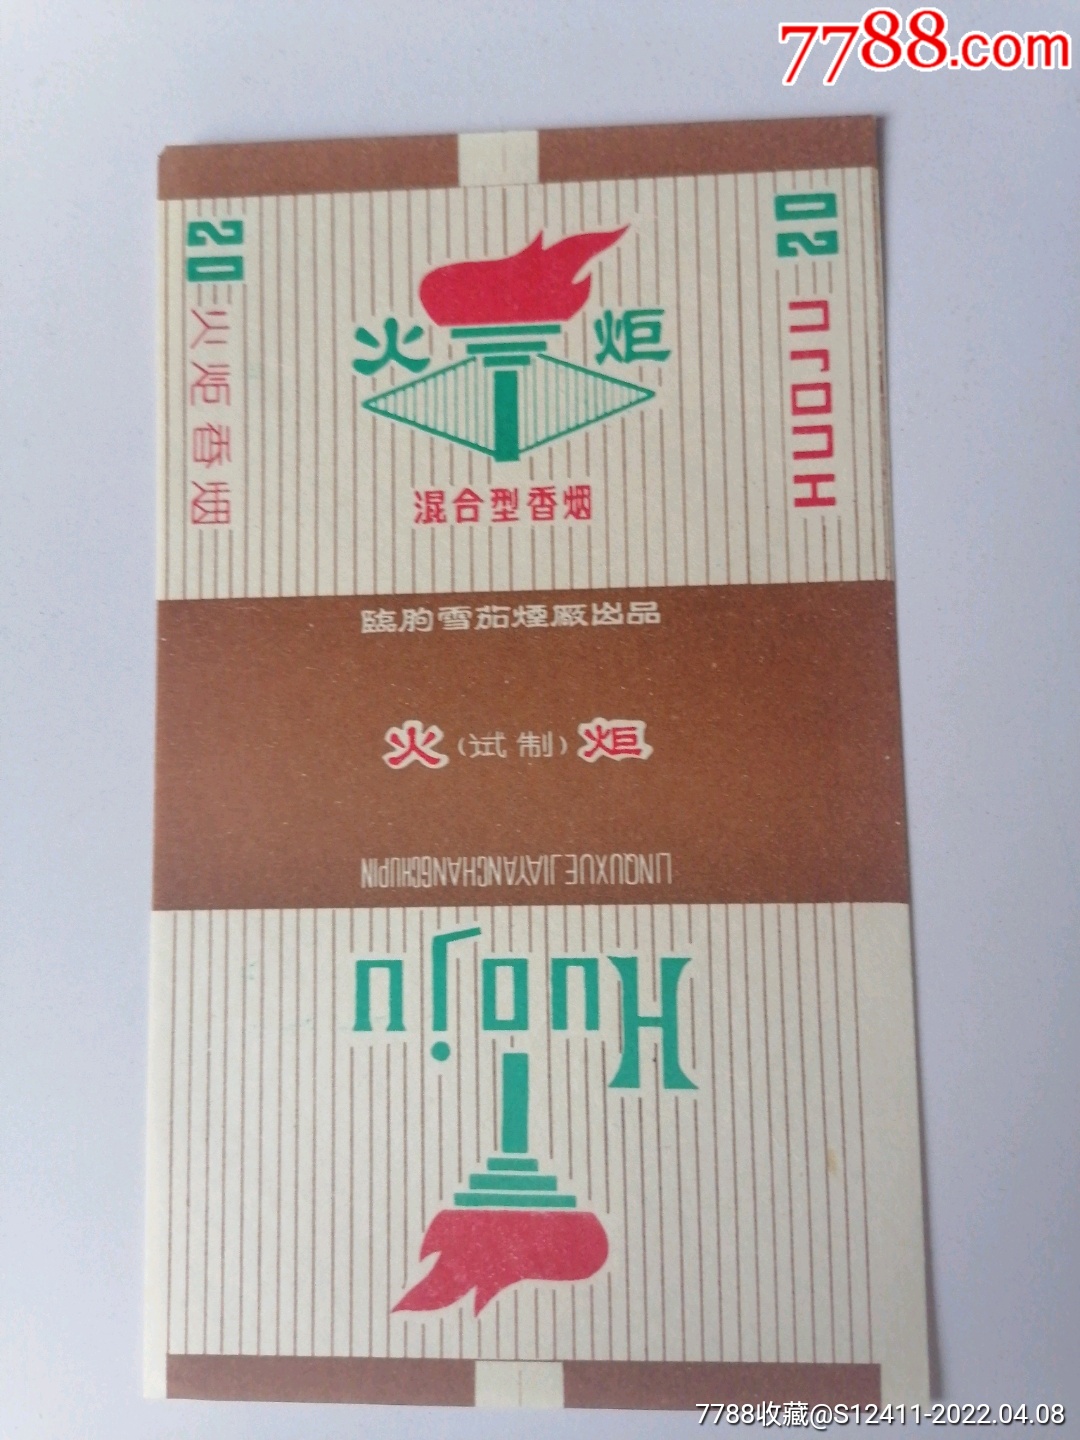 7788.com
20
火炬香烟
火炬
混合型香烟
20
HUOJU
臨朐雪茄煙厰出品
火(试制)炬
LINQUXUEJIAYANCHANGCHUPIN
Huoju
7788收藏@S12411-2022.04.08